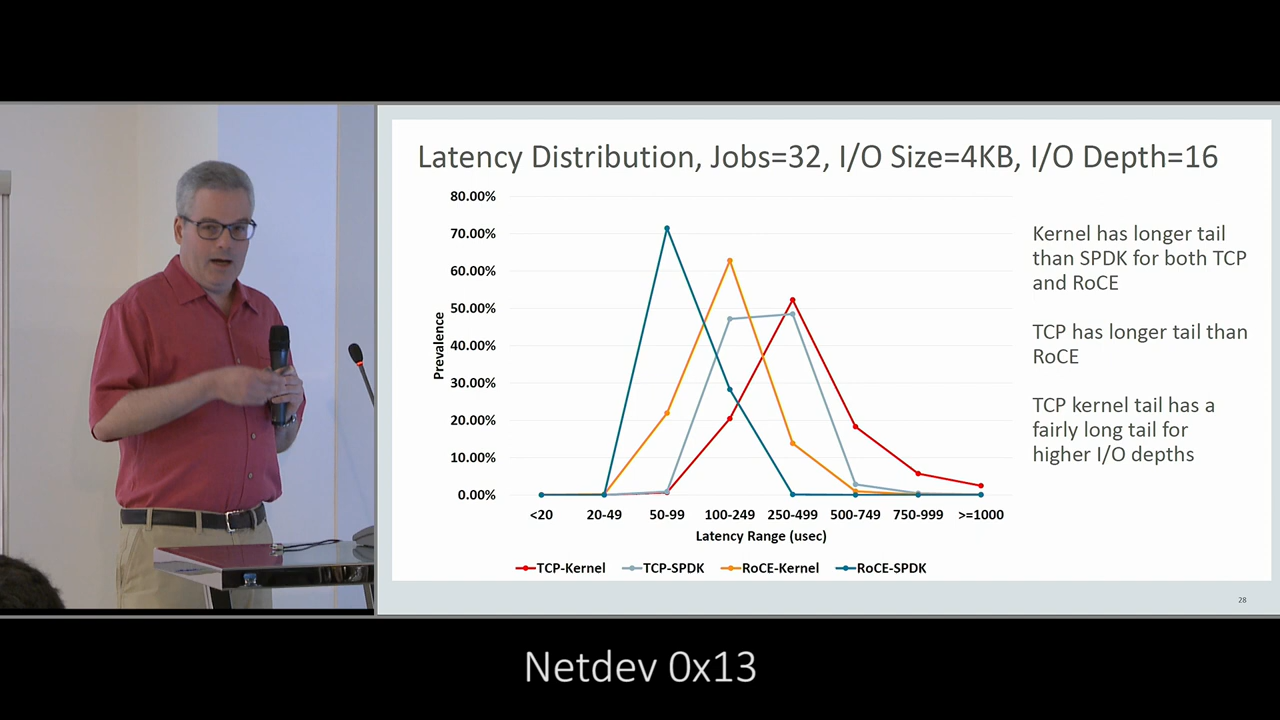 Latency Distribution, Jobs=32, I/O Size=4KB, I/O Depth=16
80.00%
70.00%
60.00%
50.00%
40.00%
30.00%
20.00%
10.00%
0.00%
Prevalence
<20 20-49 50-99 100-249 250-499 500-749 750-999 >=1000
Latency Range (usec)
TCP-Kernel TCP-SPDK RoCE-Kernel RoCE-SPDK
Kernel has longer tail
than SPDK for both TCP
and RoCE
TCP has longer tail than
RoCE
TCP kernel tail has a
fairly long tail for
higher I/O depths
28
Netdev 0x13